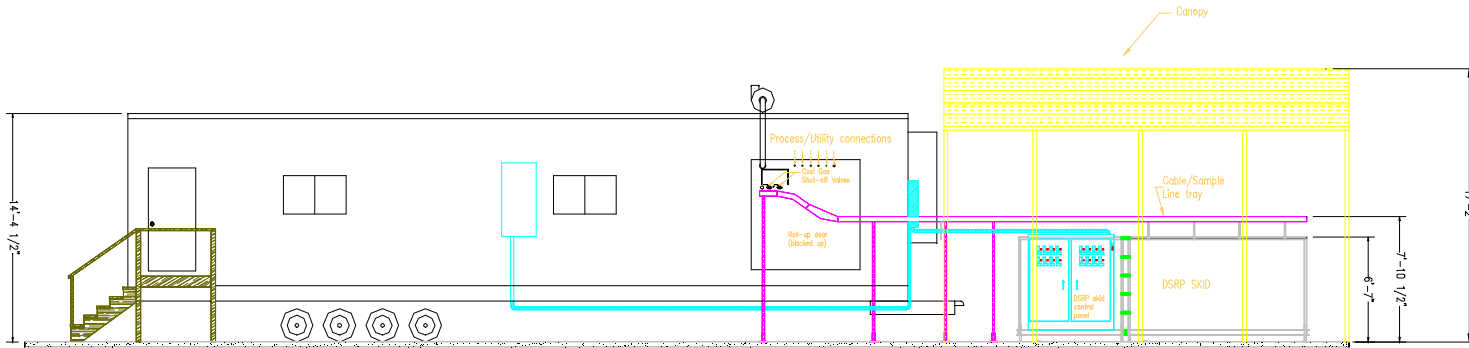 Canopy
Process/Utility connections
Coal Gas
Shut-off Valves
Cable/Sample
Line tray
Roll-up door
(blocked up)
DSRP SKID
DSRP skid
control
panel
14'-4 1/2"
6'-7"
7'-10 1/2"